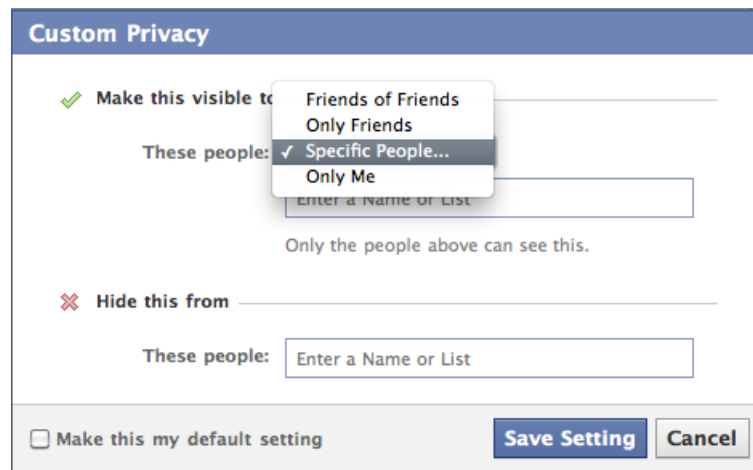 Custom Privacy
Make this visible to
Friends of Friends
Only Friends
These people: ✓ Specific People...
Only Me
Enter a Name or List
Only the people above can see this.
Hide this from
These people: Enter a Name or List
Make this my default setting Save Setting Cancel